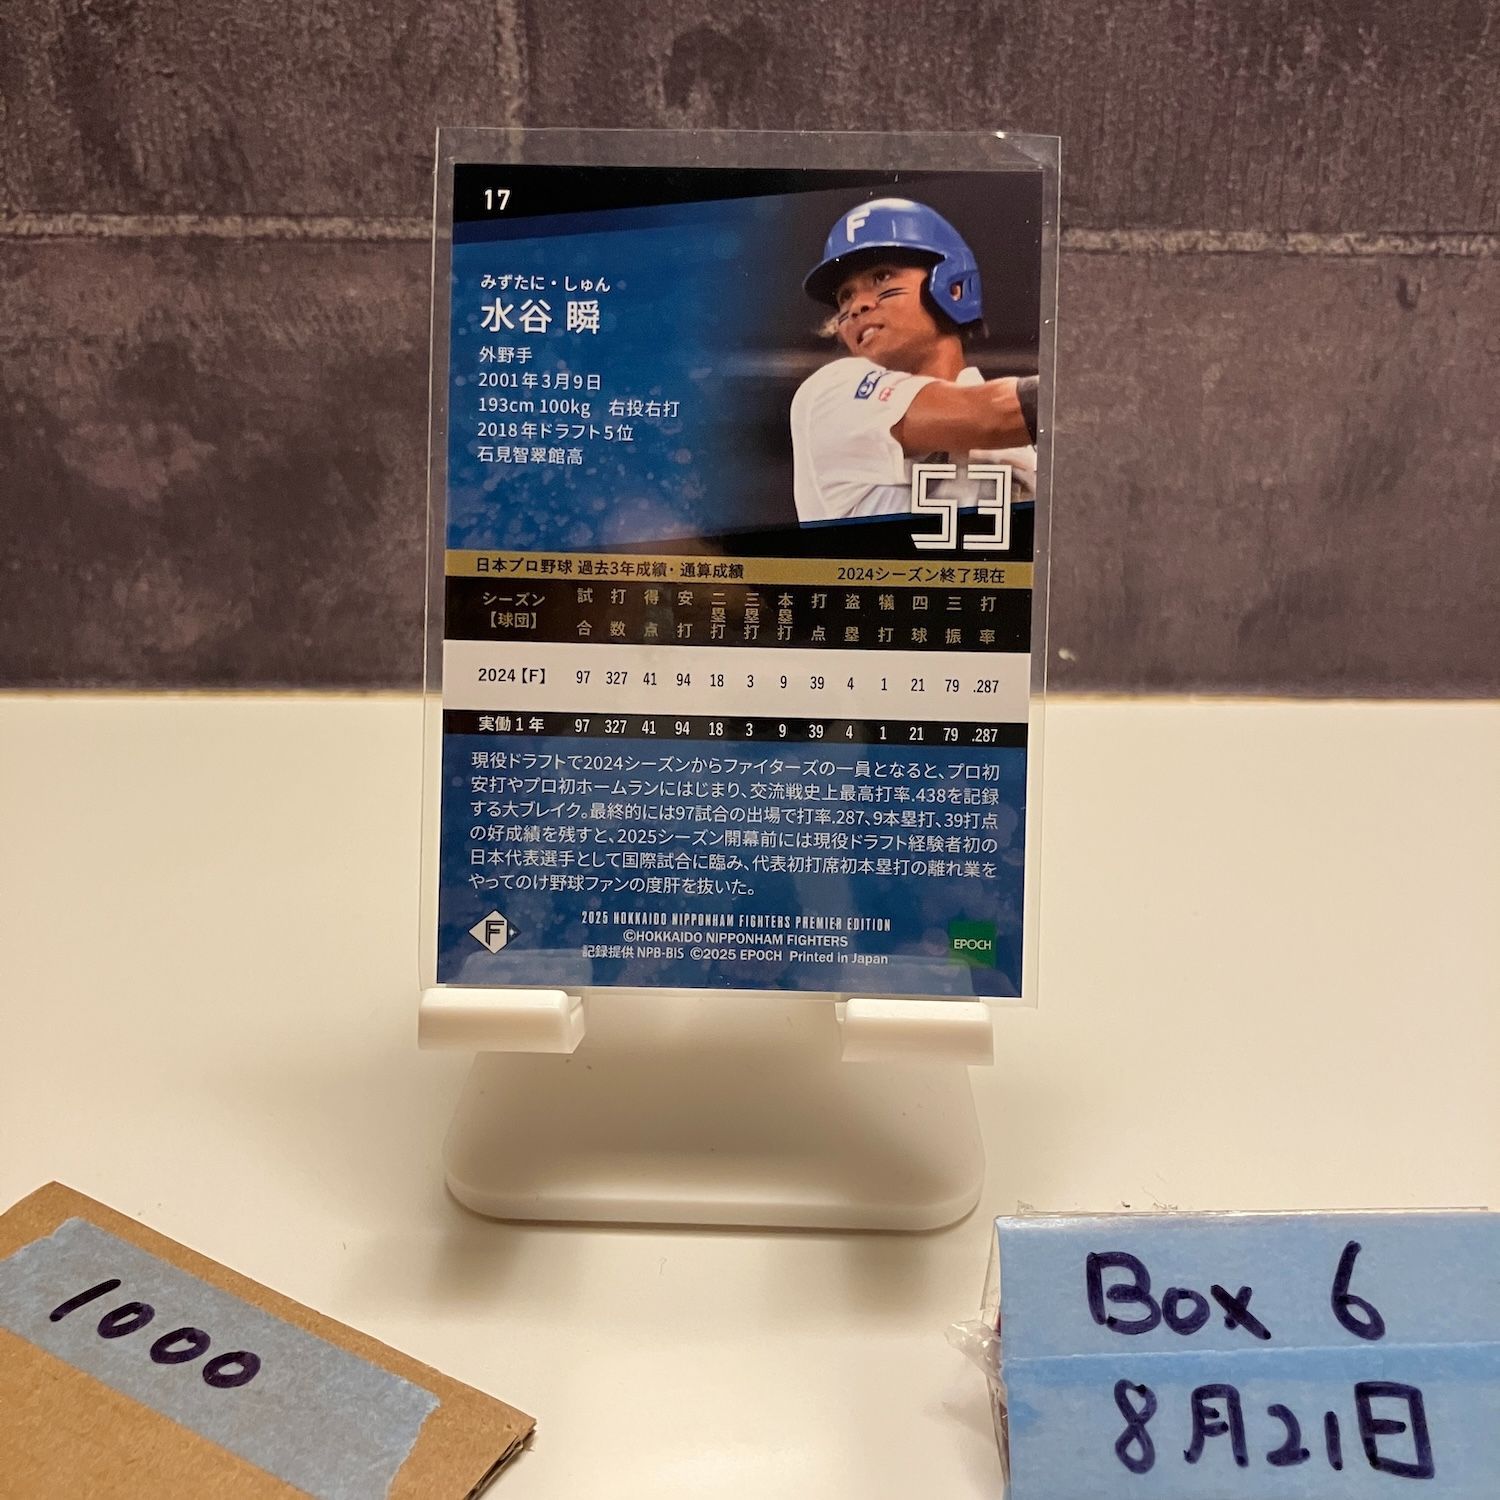 17
F
みずたに・しゅん
水谷 瞬
外野手
2001年3月9日
193cm 100kg 右投右打
2018年ドラフト5位
石見智翠館高
53
日本プロ野球 過去3年成績・通算成績 2024シーズン終了現在
シーズン【球団】 試合 打数 得点 安打 二塁打 三塁打 本塁打 打点 盗塁 犠打 四球 三振 打率
2024【F】 97 327 41 94 18 3 9 39 4 1 21 79 .287
実働1年 97 327 41 94 18 3 9 39 4 1 21 79 .287
現役ドラフトで2024シーズンからファイターズの一員となると、プロ初
安打やプロ初ホームランにはじまり、交流戦史上最高打率.438を記録
する大ブレイク。最終的には97試合の出場で打率.287、9本塁打、39打点
の好成績を残すと、2025シーズン開幕前には現役ドラフト経験者初の
日本代表選手として国際試合に臨み、代表初打席初本塁打の離れ業を
やってのけ野球ファンの度肝を抜いた。
F
2025 HOKKAIDO NIPPONHAM FIGHTERS PREMIER EDITION
©HOKKAIDO NIPPONHAM FIGHTERS
記録提供 NPB-BIS ©2025 EPOCH Printed in Japan
EPOCH
1000
Box 6
8月21日